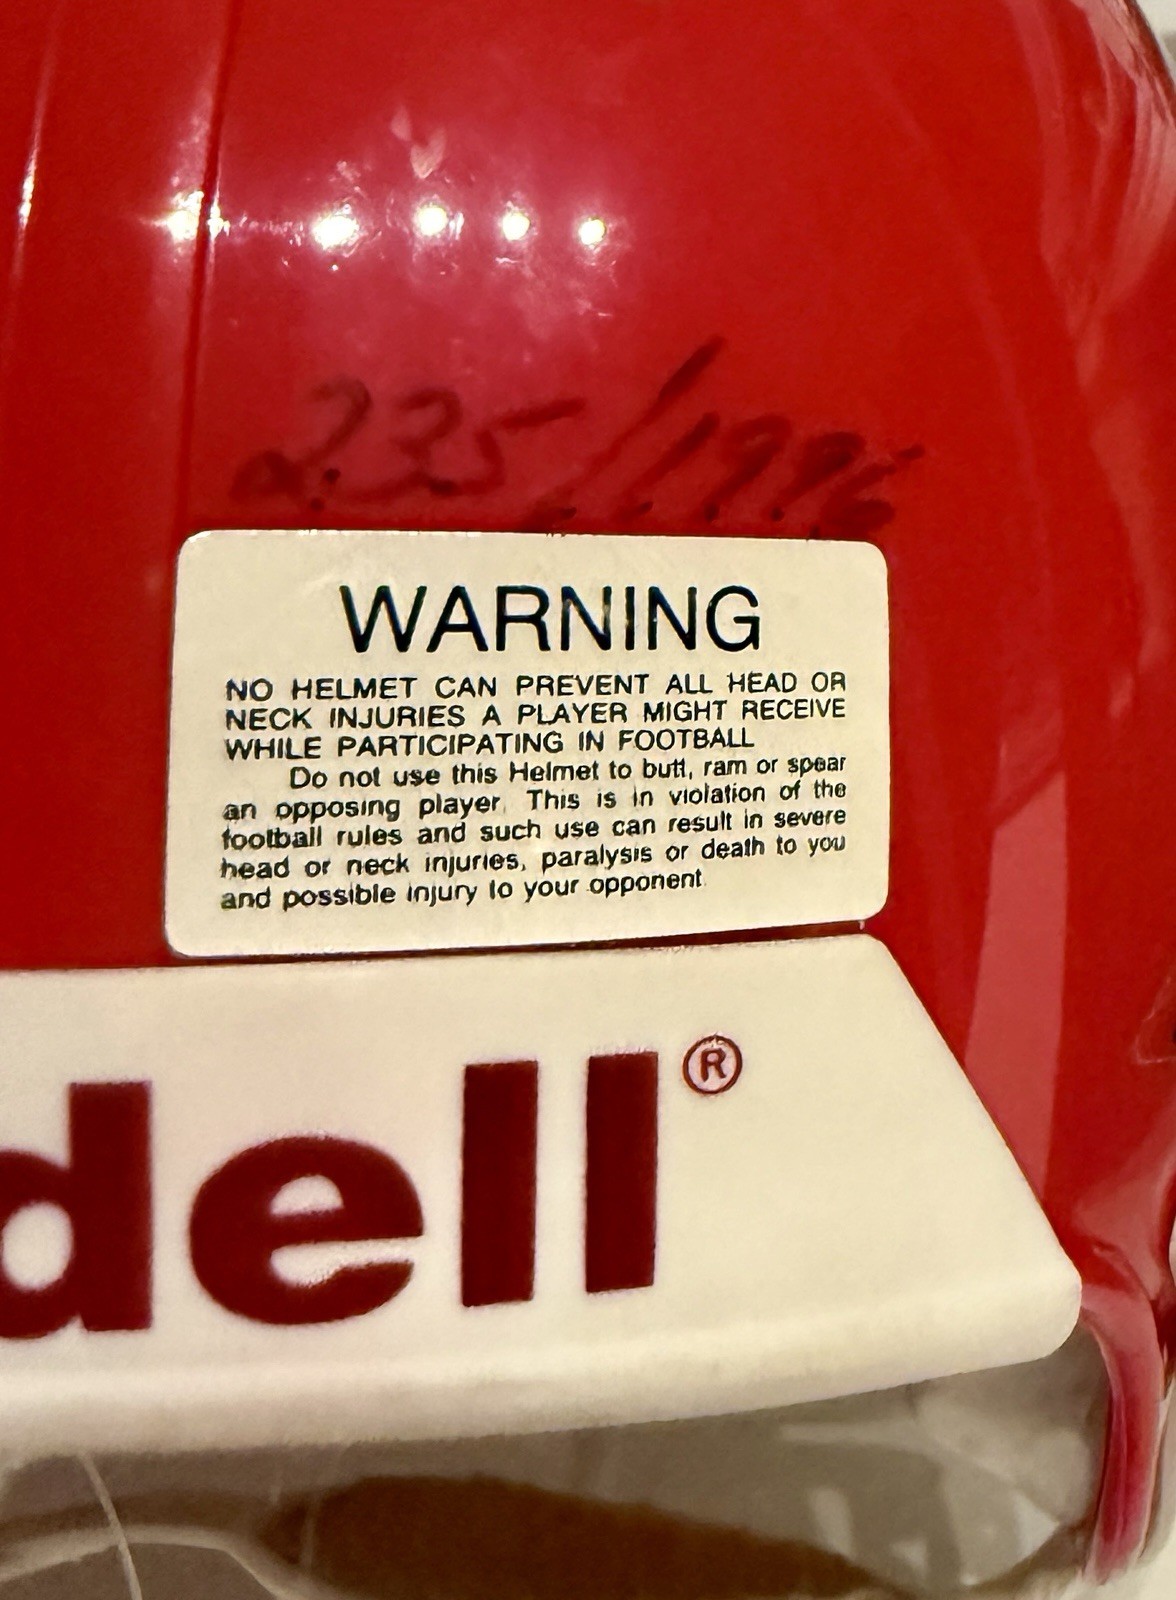 235/1996
WARNING
NO HELMET CAN PREVENT ALL HEAD OR
NECK INJURIES A PLAYER MIGHT RECEIVE
WHILE PARTICIPATING IN FOOTBALL
Do not use this Helmet to butt, ram or spear
an opposing player. This is in violation of the
football rules and such use can result in severe
head or neck injuries, paralysis or death to you
and possible injury to your opponent.
dell®